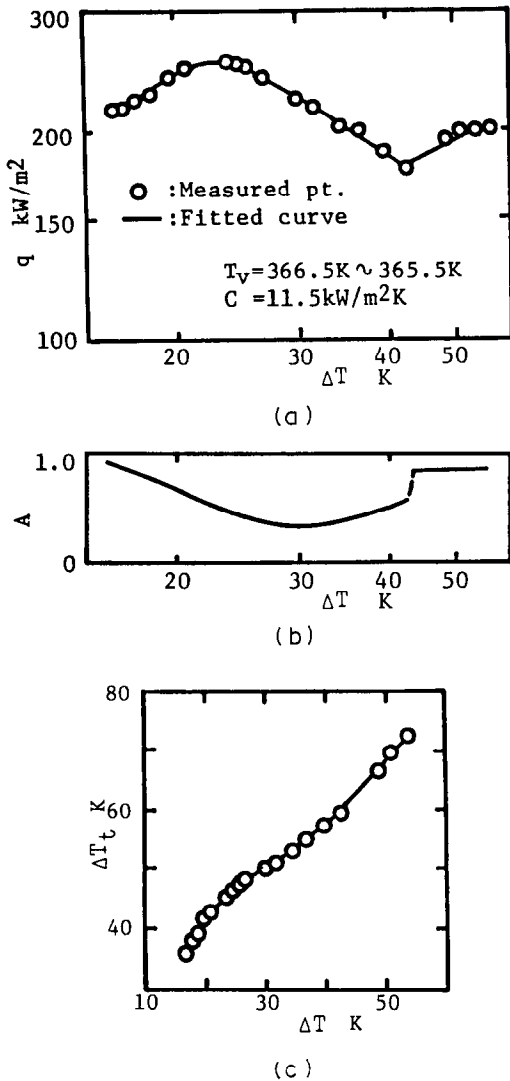 300
200
150
100
q kW/m2
O :Measured pt.
— :Fitted curve
Tv=366.5K ~ 365.5K
C =11.5kW/m2K
20 30 40 50
ΔT K
(a)
1.0
0
A
20 30 40 50
ΔT K
(b)
80
60
40
ΔTt K
10 20 30 40 50
ΔT K
(c)